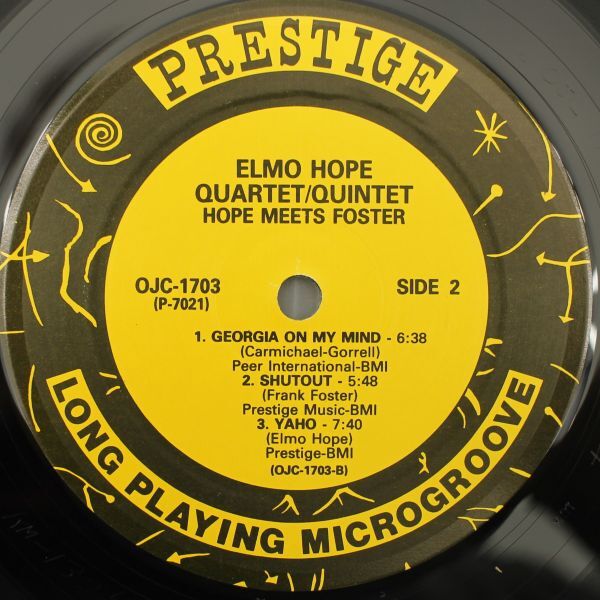 PRESTIGE
ELMO HOPE
QUARTET/QUINTET
HOPE MEETS FOSTER
OJC-1703
(P-7021)
SIDE 2
1. GEORGIA ON MY MIND - 6:38
(Carmichael-Gorrell)
Peer International-BMI
2. SHUTOUT - 5:48
(Frank Foster)
Prestige Music-BMI
3. YAHO - 7:40
(Elmo Hope)
Prestige-BMI
(OJC-1703-B)
LONG PLAYING MICROGROOVE